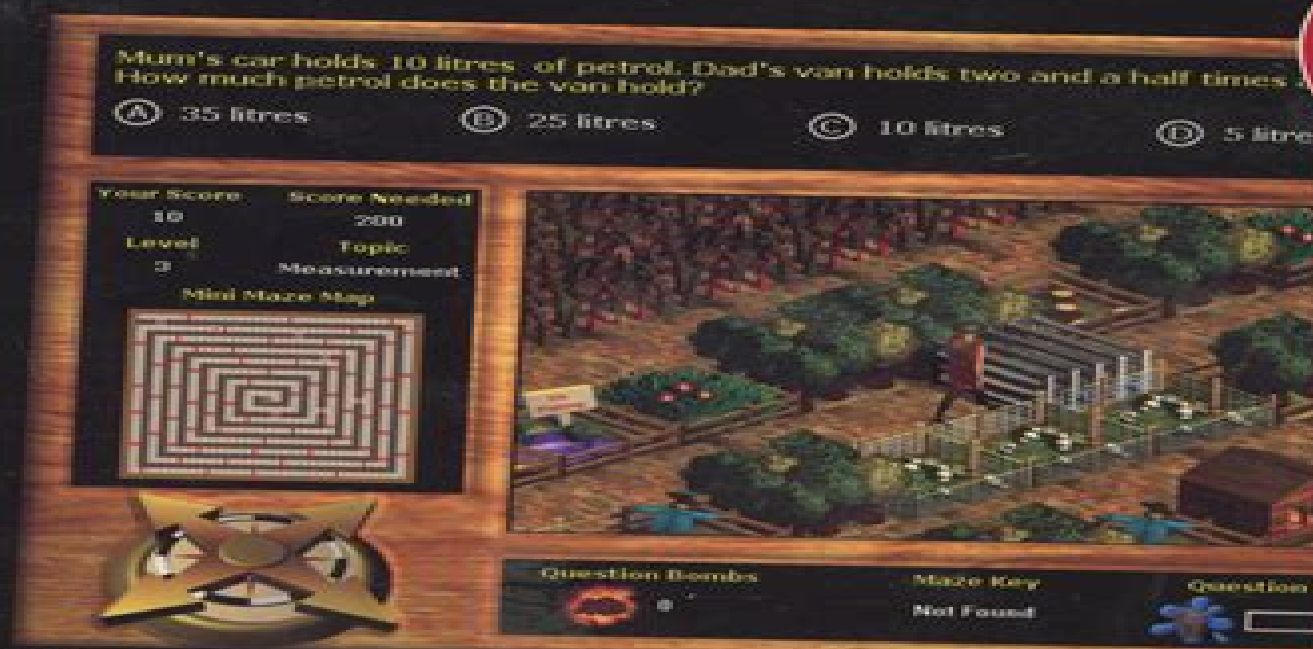 Mum's car holds 10 litres of petrol. Dad's van holds two and a half times
How much petrol does the van hold?
A 35 litres B 25 litres C 10 litres D 5 litre
Your Score Score Needed
10 200
Level Topic
3 Measurement
Mini Maze Map
Question Bombs Maze Key Question
0 Not Found